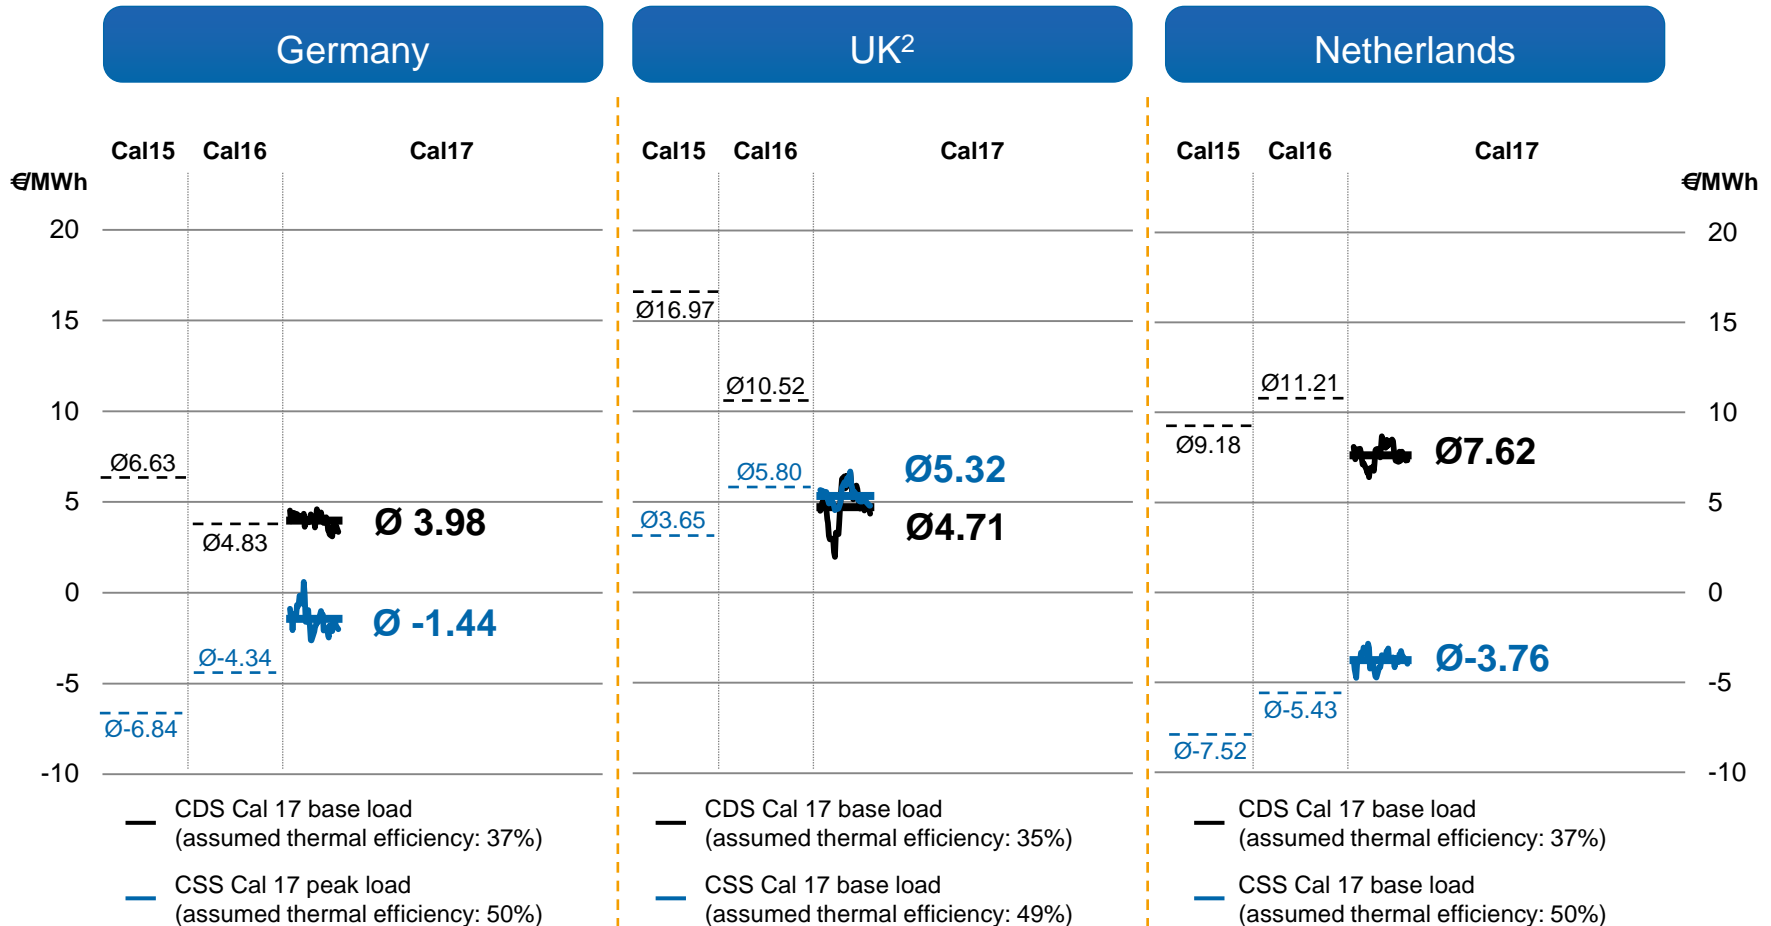 Germany
UK²
Netherlands
Cal15 Cal16 Cal17
Cal15 Cal16 Cal17
Cal15 Cal16 Cal17
€/MWh
€/MWh
20
15
10
5
0
-5
-10
Ø6.63
Ø4.83
Ø 3.98
Ø -1.44
Ø-4.34
Ø-6.84
Ø16.97
Ø10.52
Ø5.80
Ø5.32
Ø3.65
Ø4.71
Ø11.21
Ø9.18
Ø7.62
Ø-3.76
Ø-5.43
Ø-7.52
20
15
10
5
0
-5
-10
CDS Cal 17 base load
(assumed thermal efficiency: 37%)
CSS Cal 17 peak load
(assumed thermal efficiency: 50%)
CDS Cal 17 base load
(assumed thermal efficiency: 35%)
CSS Cal 17 base load
(assumed thermal efficiency: 49%)
CDS Cal 17 base load
(assumed thermal efficiency: 37%)
CSS Cal 17 base load
(assumed thermal efficiency: 50%)